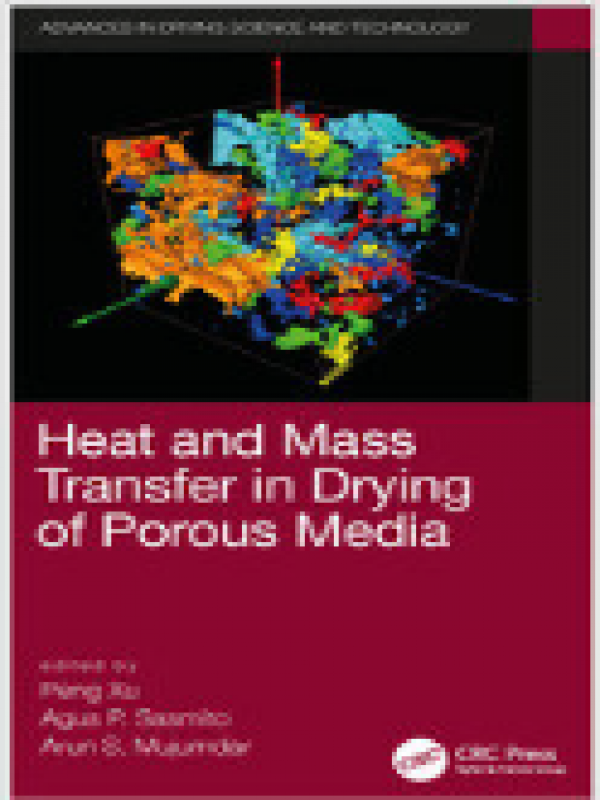 ADVANCES IN DRYING SCIENCE AND TECHNOLOGY
Heat and Mass
Transfer in Drying
of Porous Media
edited by
Peng Xu
Agus P. Sasmito
Arun S. Mujumdar
CRC
CRC Press